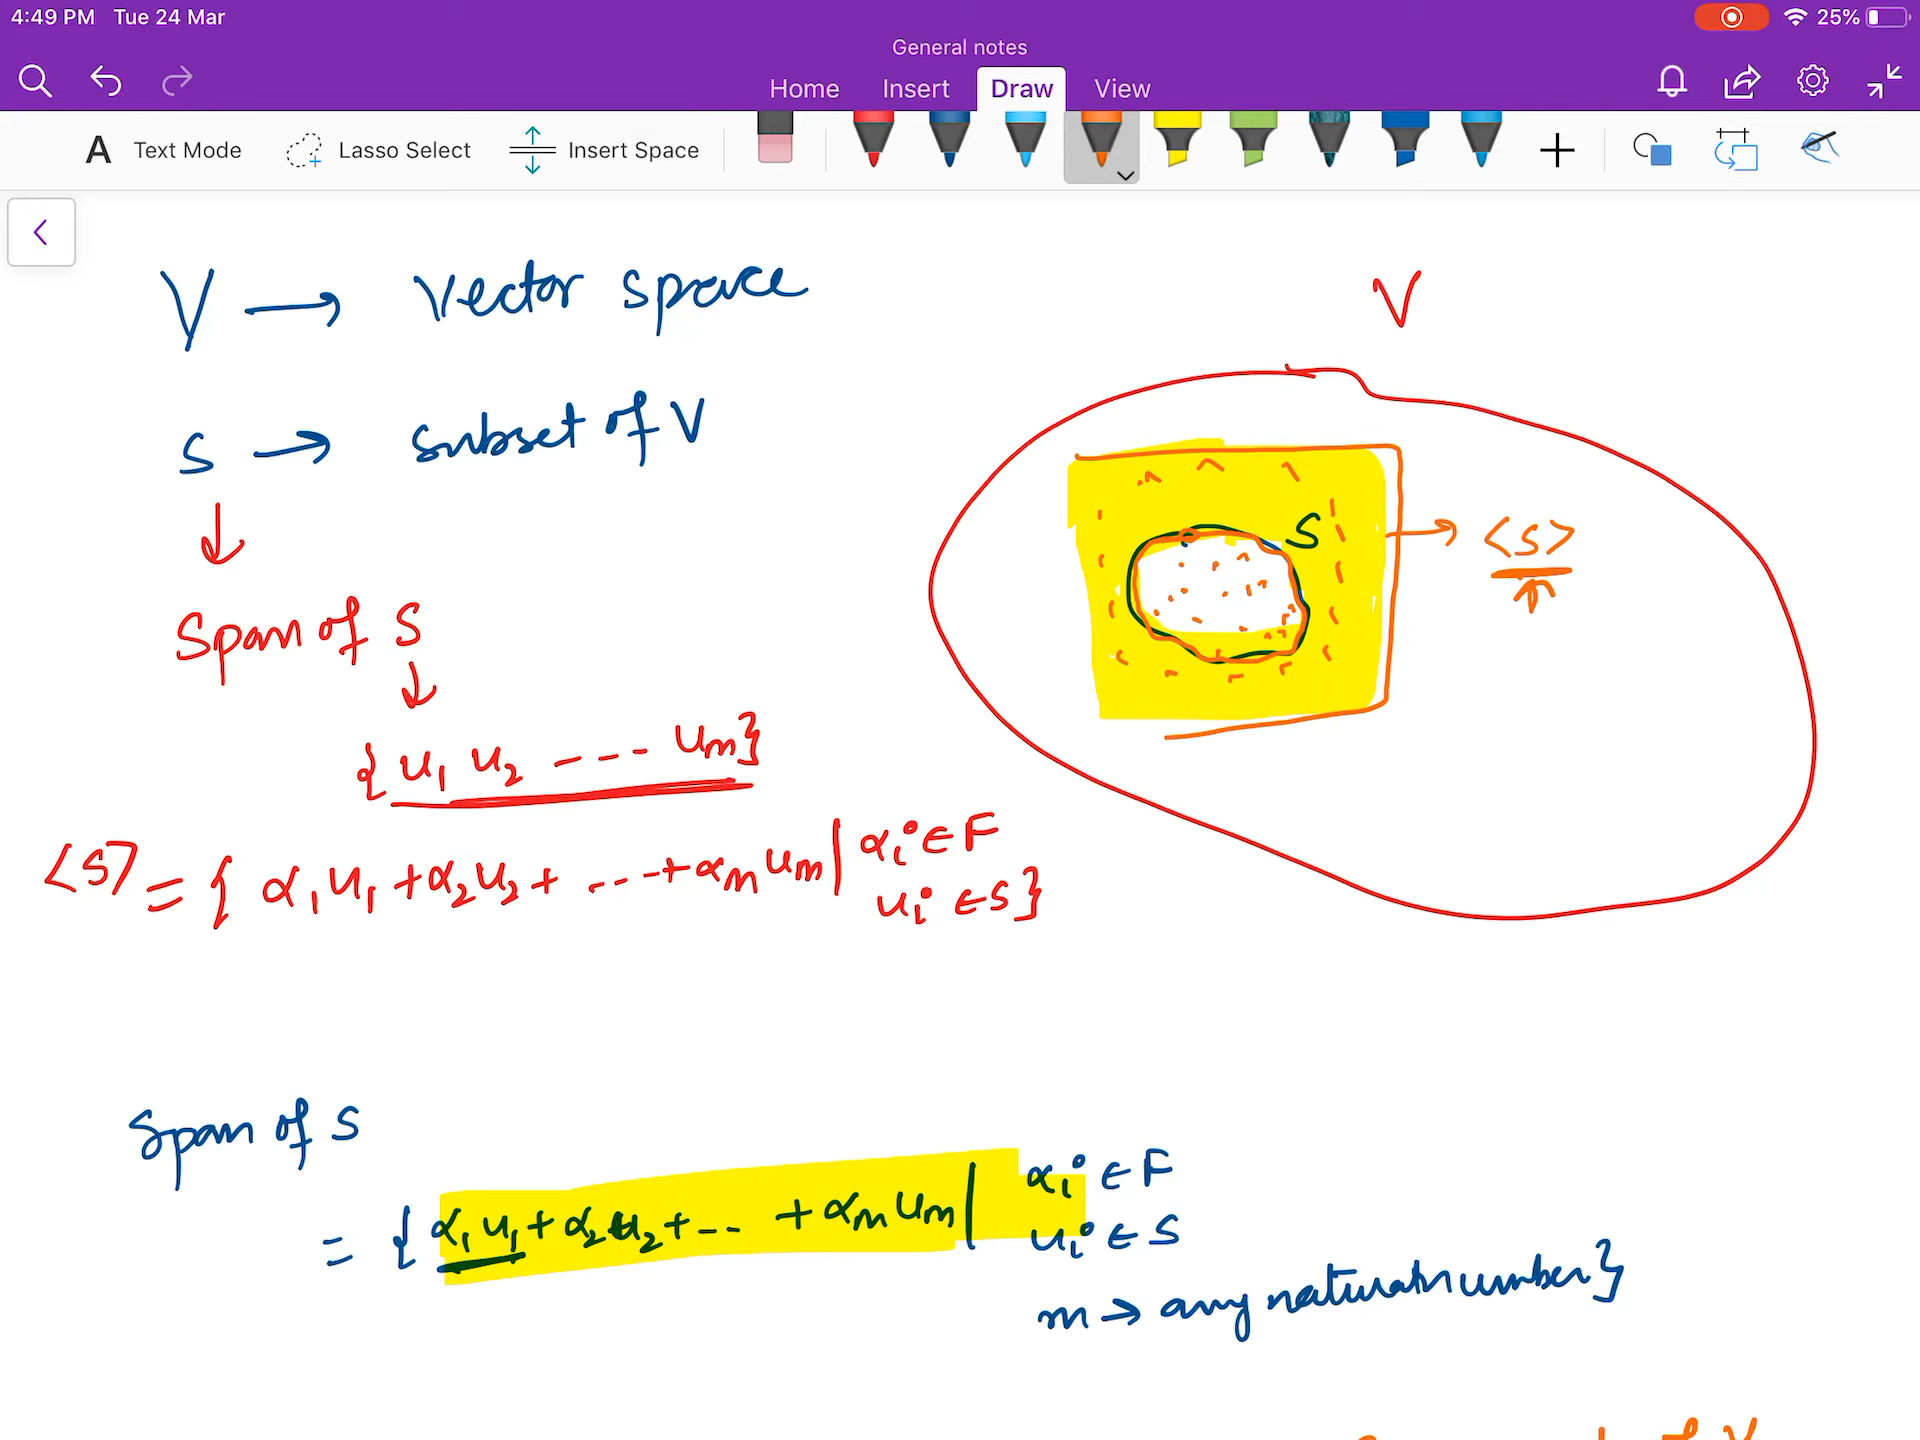 4:49 PM Tue 24 Mar
25%
General notes
Home Insert Draw View
A Text Mode Lasso Select Insert Space
V → Vector space
S → subset of V
↓
Span of S
↓
{ u₁ u₂ ---- uₘ}
<S> = { α₁u₁ + α₂u₂ + ...+ αₘuₘ | αᵢ ∈ F
uᵢ ∈ S}
V
S
→ <S>
↑
Span of S
= { α₁u₁ + α₂u₂ + -- + αₘuₘ | αᵢ ∈ F
uᵢ ∈ S
m → any natural number}
of V